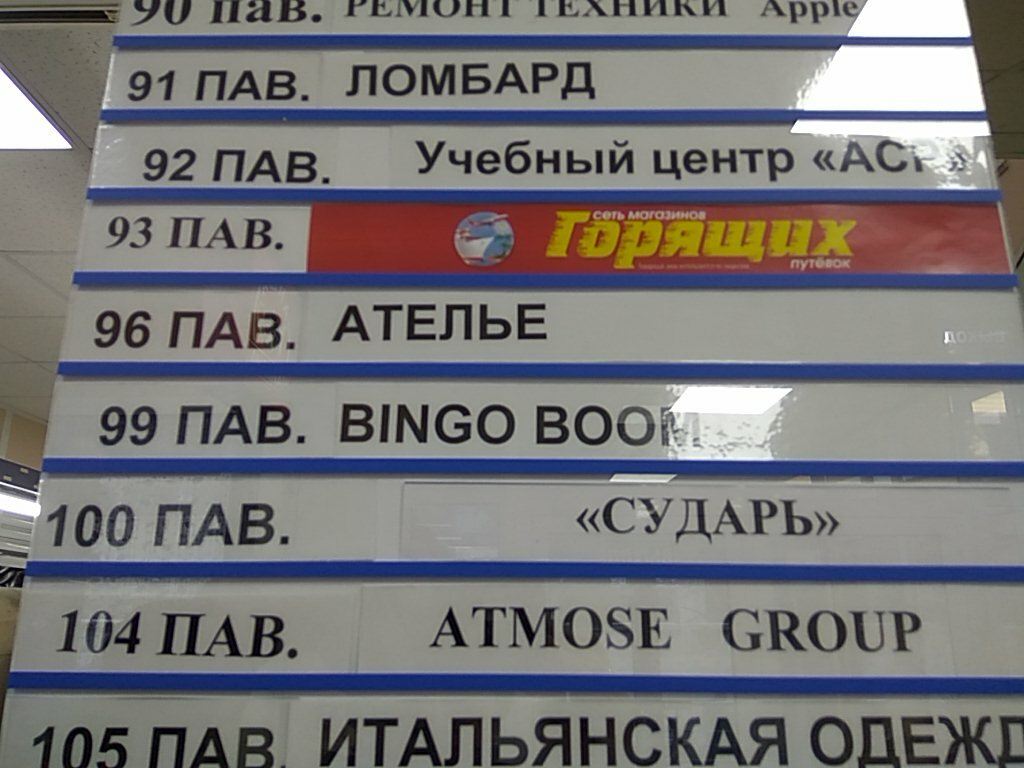 90 пав. РЕМОНТ ТЕХНИКИ Apple
91 ПАВ. ЛОМБАРД
92 ПАВ. Учебный центр «АСР»
93 ПАВ. сеть магазинов
Горящих
путёвок
96 ПАВ. АТЕЛЬЕ
99 ПАВ. BINGO BOOM
100 ПАВ. «СУДАРЬ»
104 ПАВ. ATMOSE GROUP
105 ПАВ. ИТАЛЬЯНСКАЯ ОДЕЖД